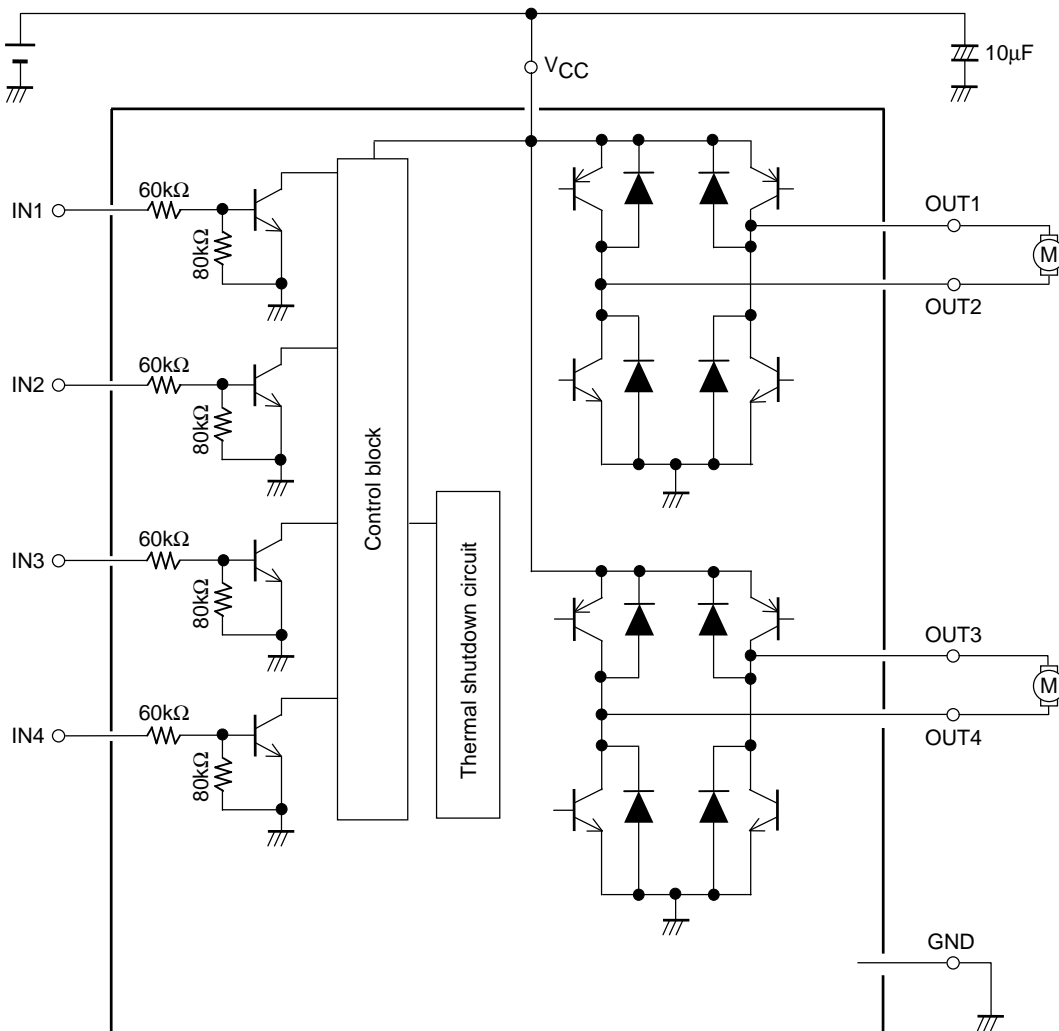 VCC
10μF
60kΩ
IN1
80kΩ
OUT1
M
OUT2
60kΩ
IN2
80kΩ
Control block
Thermal shutdown circuit
60kΩ
IN3
80kΩ
OUT3
M
OUT4
60kΩ
IN4
80kΩ
GND